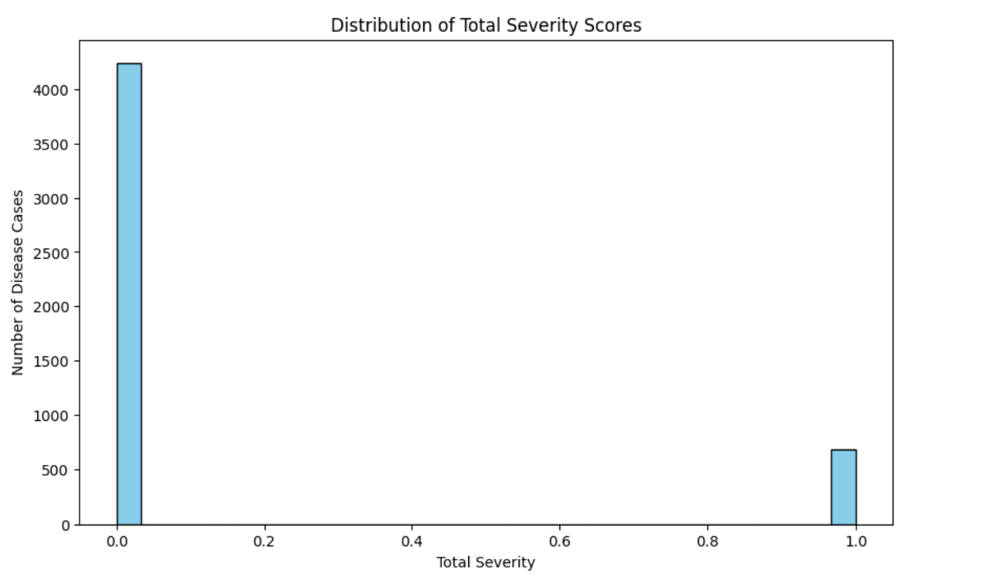 Distribution of Total Severity Scores
4000
3500
3000
2500
2000
1500
1000
500
0
Number of Disease Cases
0.0 0.2 0.4 0.6 0.8 1.0
Total Severity